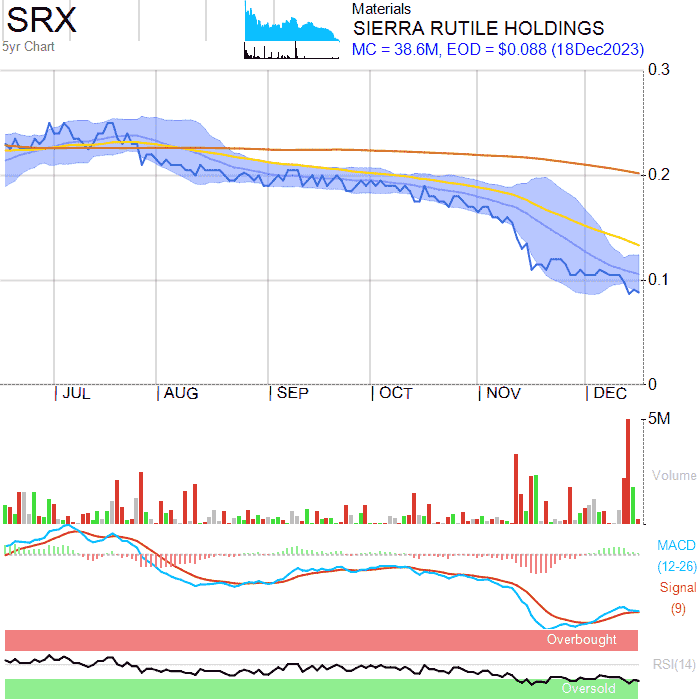 SRX
5yr Chart
Materials
SIERRA RUTILE HOLDINGS
MC = 38.6M, EOD = $0.088 (18Dec2023)
0.3
0.2
0.1
0
JUL AUG SEP OCT NOV DEC
5M
Volume
MACD
(12-26)
Signal
(9)
Overbought
RSI(14)
Oversold